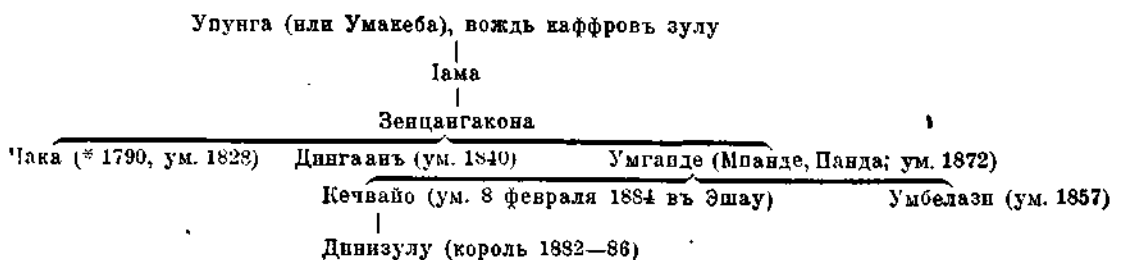 Упунга (или Умакеба), вождь каффровъ зулу
Іама
Зенцангакона
Чака (* 1790, ум. 1828) Дингаанъ (ум. 1840) Умганде (Мпанде, Панда; ум. 1872)
Кечвайо (ум. 8 февраля 1884 въ Эшау) Умбелази (ум. 1857)
Динизулу (король 1882—86)